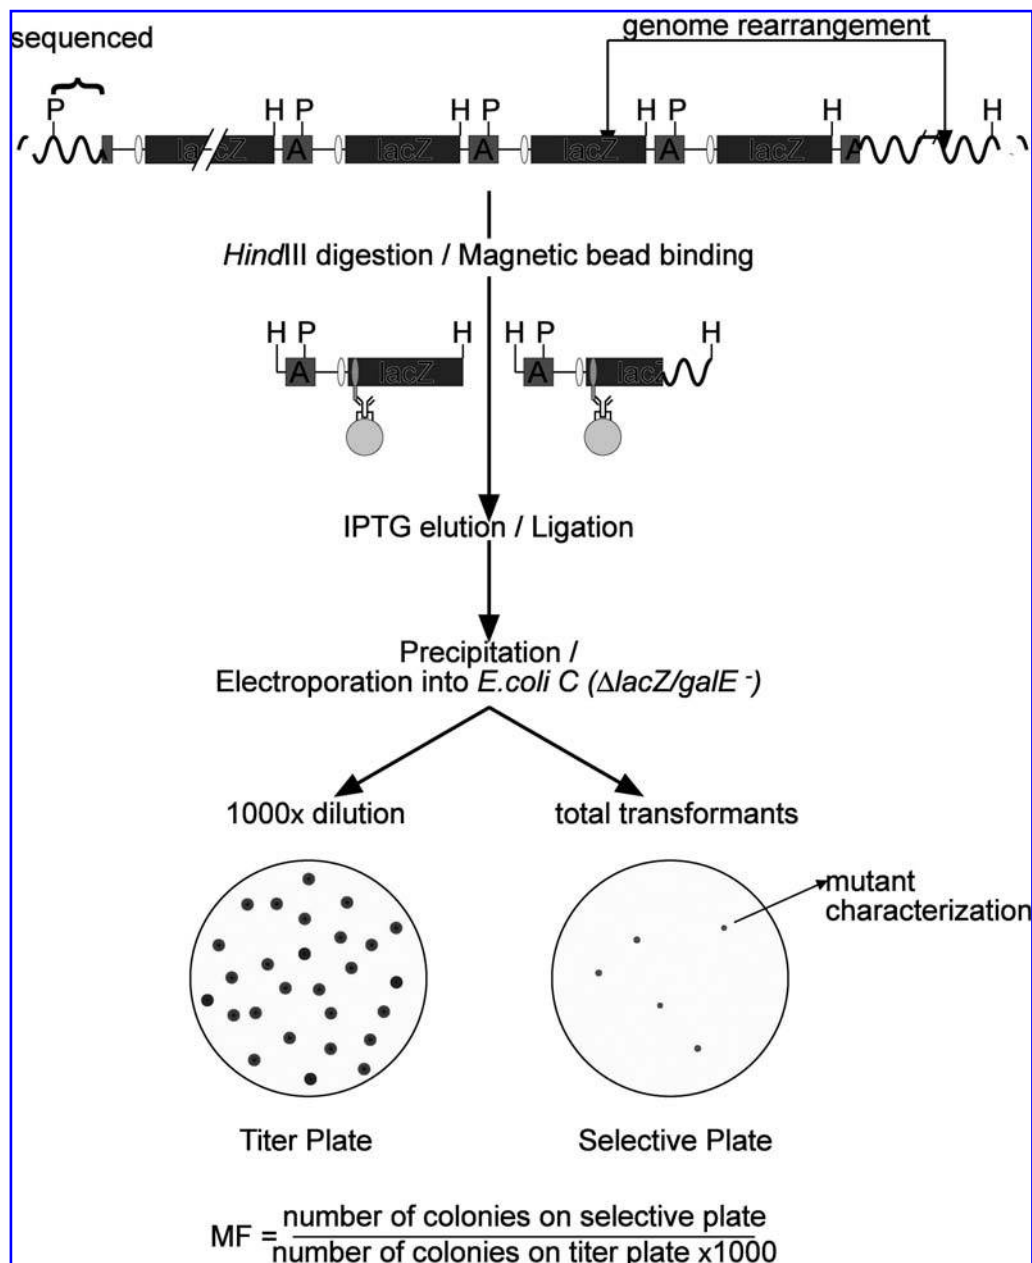 genome rearrangement
sequenced
P H P H P H P H H
lacZ A lacZ A lacZ A lacZ A
HindIII digestion / Magnetic bead binding
H P H H P H
A lacZ A lacZ
IPTG elution / Ligation
Precipitation /
Electroporation into E.coli C (ΔlacZ/galE -)
1000x dilution total transformants
mutant
characterization
Titer Plate Selective Plate
MF = number of colonies on selective plate
number of colonies on titer plate x1000